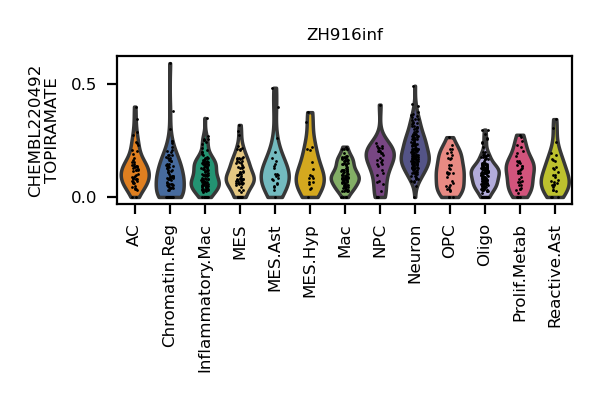 ZH916inf
CHEMBL220492
TOPIRAMATE
0.5
0.0
AC
Chromatin.Reg
Inflammatory.Mac
MES
MES.Ast
MES.Hyp
Mac
NPC
Neuron
OPC
Oligo
Prolif.Metab
Reactive.Ast